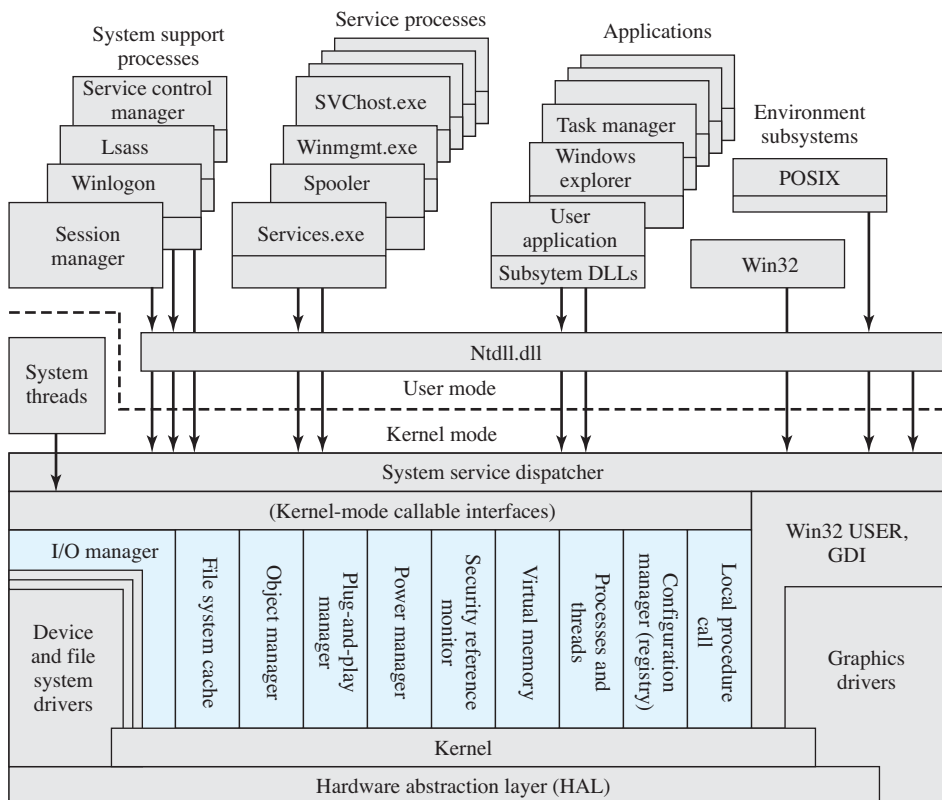 System support
processes
Service processes
Applications
Environment
subsystems
Service control
manager
Lsass
Winlogon
Session
manager
SVChost.exe
Winmgmt.exe
Spooler
Services.exe
Task manager
Windows
explorer
User
application
Subsytem DLLs
POSIX
Win32
System
threads
Ntdll.dll
User mode
Kernel mode
System service dispatcher
(Kernel-mode callable interfaces)
Win32 USER,
GDI
I/O manager
Device
and file
system
drivers
File system cache
Object manager
Plug-and-play
manager
Power manager
Security reference
monitor
Virtual memory
Processes and
threads
Configuration
manager (registry)
Local procedure
call
Graphics
drivers
Kernel
Hardware abstraction layer (HAL)